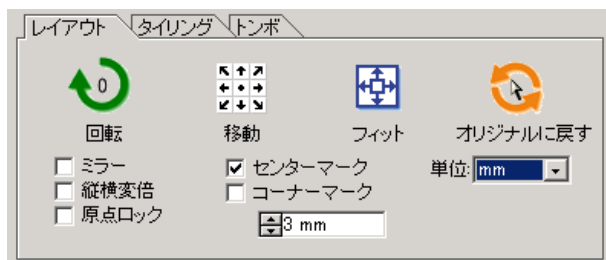 レイアウト タイリング トンボ
0
回転 移動 フィット オリジナルに戻す
ミラー センターマーク 単位: mm
縦横変倍 コーナーマーク
原点ロック 3 mm